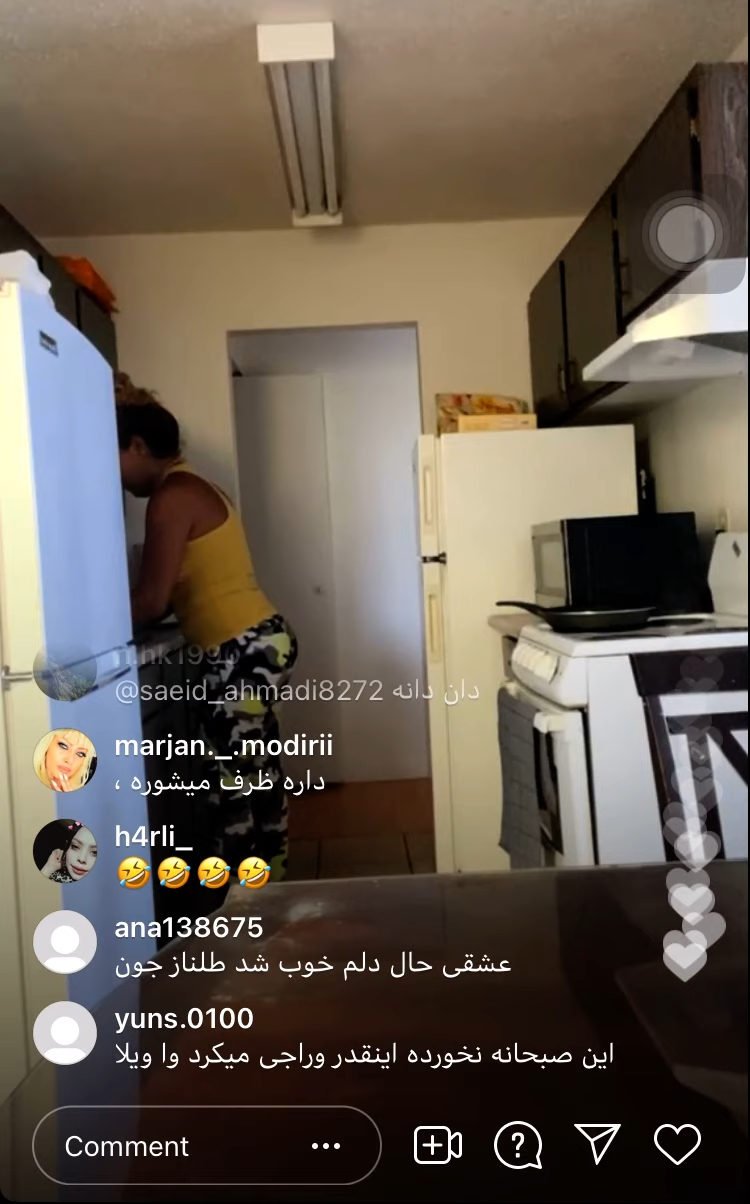 @saeid_ahmadi8272 دان دانه
marjan._.modirii
داره ظرف میشوره ،
h4rli_
🤣🤣🤣🤣
ana138675
عشقی حال دلم خوب شد طلناز جون
yuns.0100
این صبحانه نخورده اینقدر وراجی میکرد وا ویلا
Comment